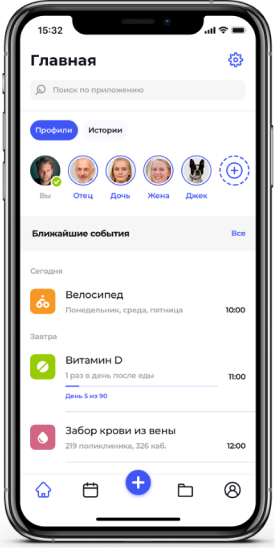 15:32
Главная
Поиск по приложению
Профили Истории
Вы Отец Дочь Жена Джек
Ближайшие события Все
Сегодня
Велосипед
Понедельник, среда, пятница 10:00
Завтра
Витамин D
1 раз в день после еды 11:00
День 5 из 90
Забор крови из вены
219 поликлиника, 326 каб. 12:00